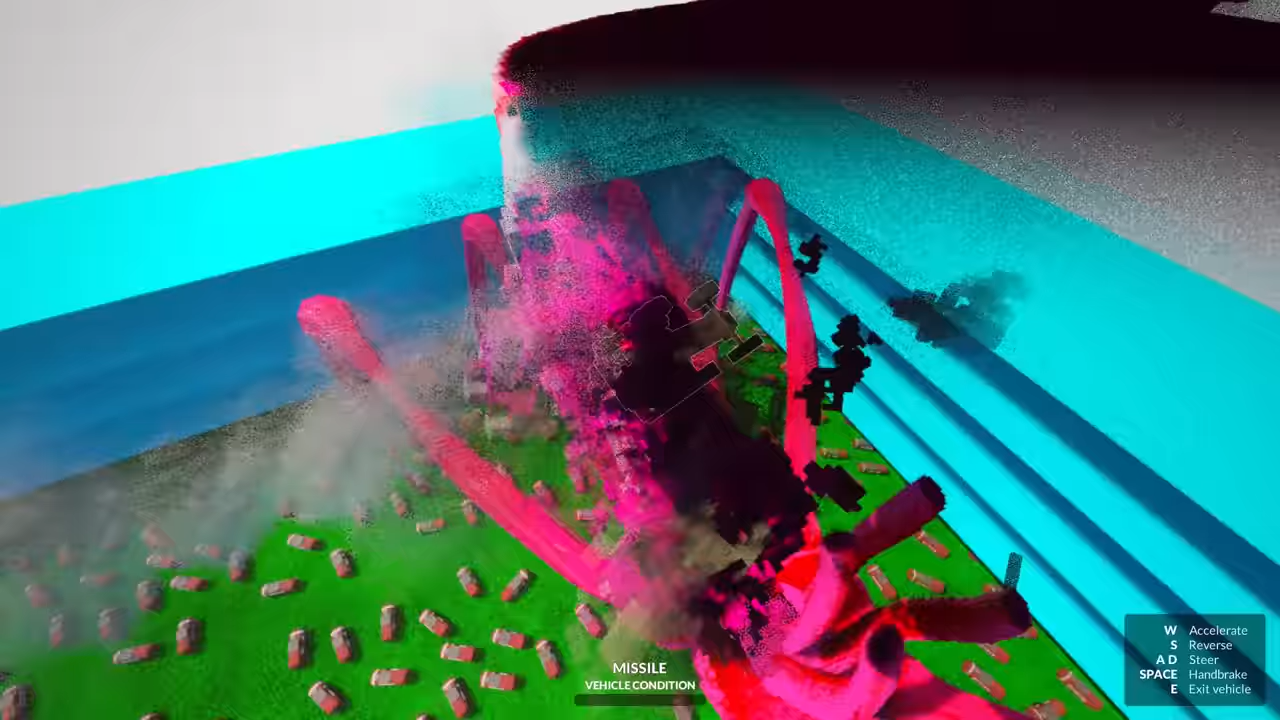 W Accelerate
S Reverse
A D Steer
SPACE Handbrake
E Exit vehicle
MISSILE
VEHICLE CONDITION